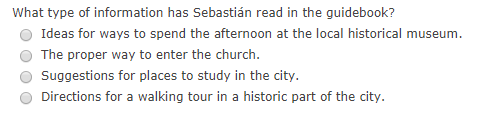 What type of information has Sebastián read in the guidebook?
Ideas for ways to spend the afternoon at the local historical museum.
The proper way to enter the church.
Suggestions for places to study in the city.
Directions for a walking tour in a historic part of the city.